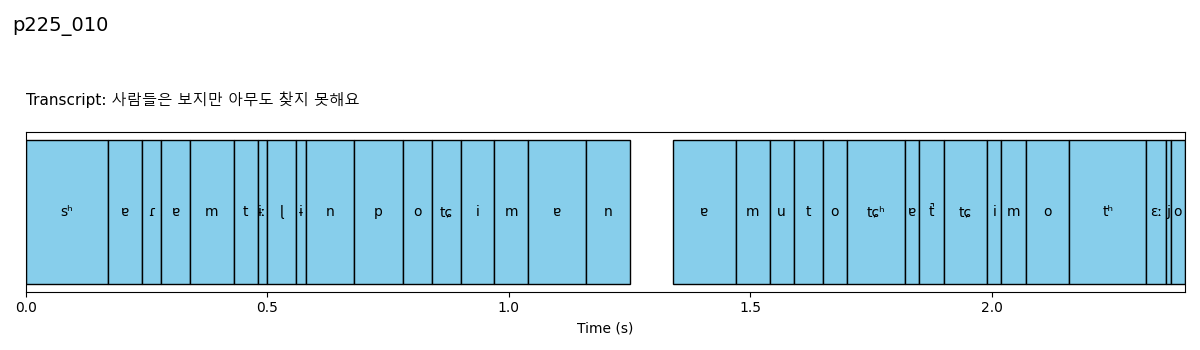 p225_010
Transcript: 사람들은 보지만 아무도 찾지 못해요
sʰ ɐ ɾ ɐ m t ɨː ɭ ɨ n p o tɕ i m ɐ n ɐ m u t o tɕʰ ɐ t̚ tɕ i m o tʰ ɛː j o
0.0 0.5 1.0 1.5 2.0
Time (s)